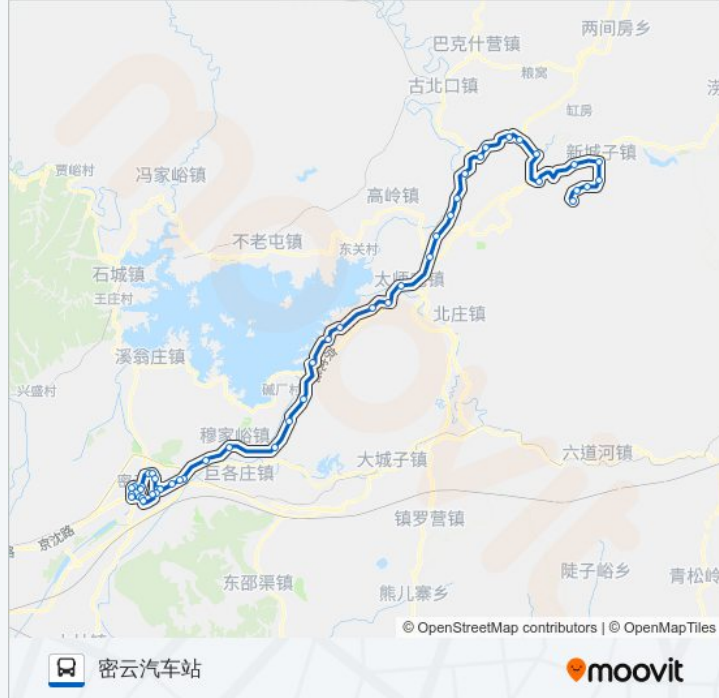 两间房乡
巴克什营镇
粮窝
古北口镇
缸房
新城子镇
贾峪村
冯家峪镇
高岭镇
不老屯镇
东关村
石城镇
王庄村
北庄镇
溪翁庄镇
兴盛村
碱厂村
穆家峪镇
巨各庄镇
大城子镇
六道河镇
镇罗营镇
京沈路
东邵渠镇
熊儿寨乡
陡子峪乡
青松岭
© OpenStreetMap contributors | © OpenMapTiles
密云汽车站
moovit